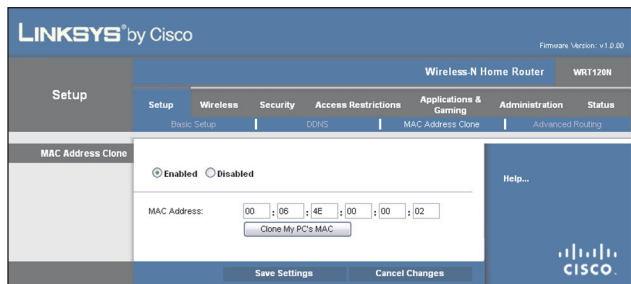 LINKSYS® by Cisco
Firmware Version: v1.0.00
Wireless-N Home Router WRT120N
Setup
Setup Wireless Security Access Restrictions Applications & Gaming Administration Status
Basic Setup DDNS MAC Address Clone Advanced Routing
MAC Address Clone
Enabled Disabled
Help...
MAC Address: 00 : 06 : 4E : 00 : 00 : 02
Clone My PC's MAC
Save Settings Cancel Changes
CISCO.